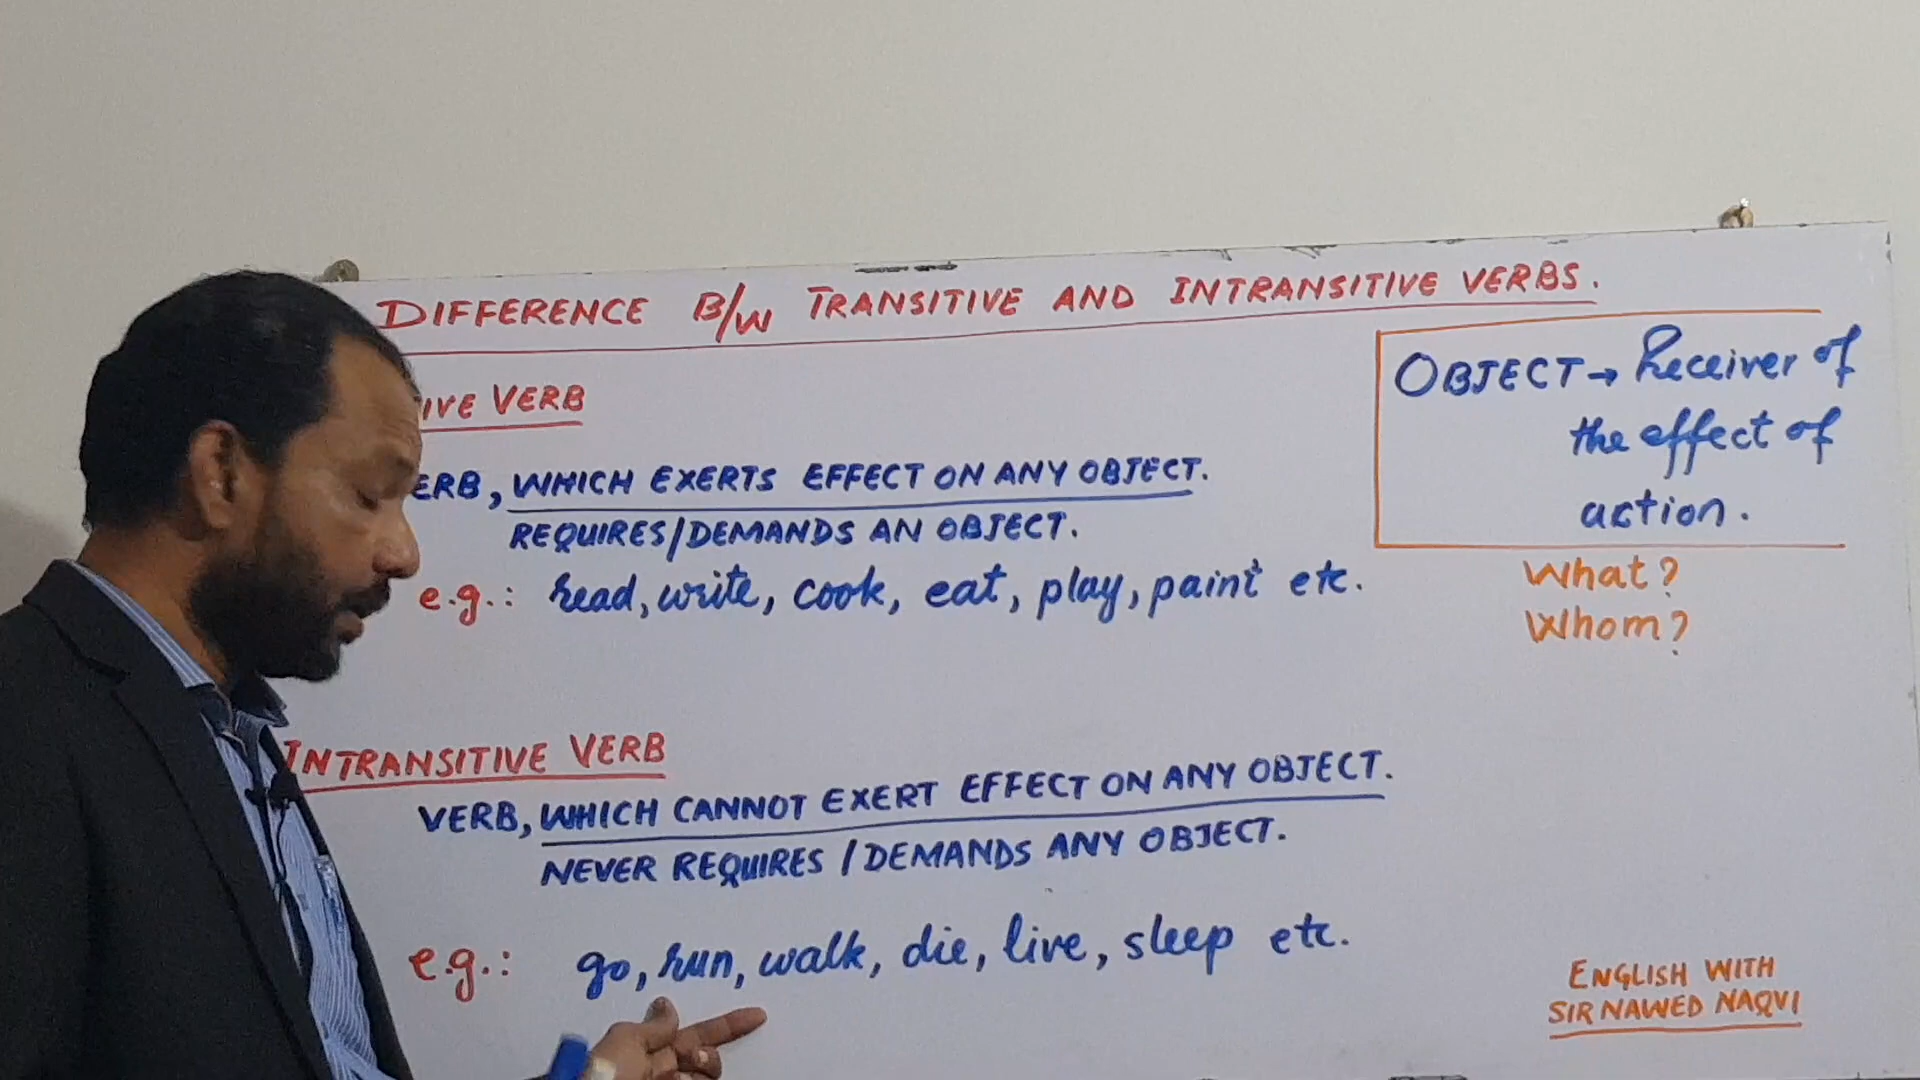 DIFFERENCE B/W TRANSITIVE AND INTRANSITIVE VERBS.
IVE VERB
ERB, WHICH EXERTS EFFECT ON ANY OBJECT.
REQUIRES/DEMANDS AN OBJECT.
e.g.: read, write, cook, eat, play, paint etc.
OBJECT→ Receiver of
the effect of
action.
What?
Whom?
INTRANSITIVE VERB
VERB, WHICH CANNOT EXERT EFFECT ON ANY OBJECT.
NEVER REQUIRES / DEMANDS ANY OBJECT.
e.g.: go, run, walk, die, live, sleep etc.
ENGLISH WITH
SIR NAWED NAQVI